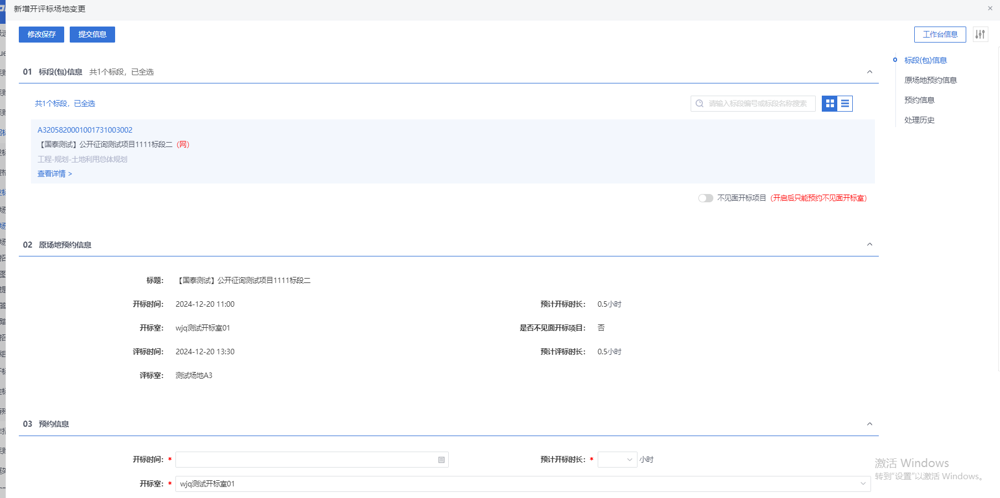 新增开评标场地变更
修改保存 提交信息 工作台信息
01 标段(包)信息 共1个标段，已全选
共1个标段，已全选 请输入标段编号或标段名称搜索
A3205820001001731003002
【国泰测试】公开征询测试项目1111标段二（网）
工程-规划-土地利用总体规划
查看详情 >
不见面开标项目（开启后只能预约不见面开标室）
02 原场地预约信息
标题： 【国泰测试】公开征询测试项目1111标段二
开标时间： 2024-12-20 11:00 预计开标时长： 0.5小时
开标室： wjq测试开标室01 是否不见面开标项目： 否
评标时间： 2024-12-20 13:30 预计评标时长： 0.5小时
评标室： 测试场地A3
03 预约信息
开标时间：* 预计开标时长：* 小时
开标室：* wjq测试开标室01
标段(包)信息
原场地预约信息
预约信息
处理历史
激活 Windows
转到"设置"以激活 Windows。